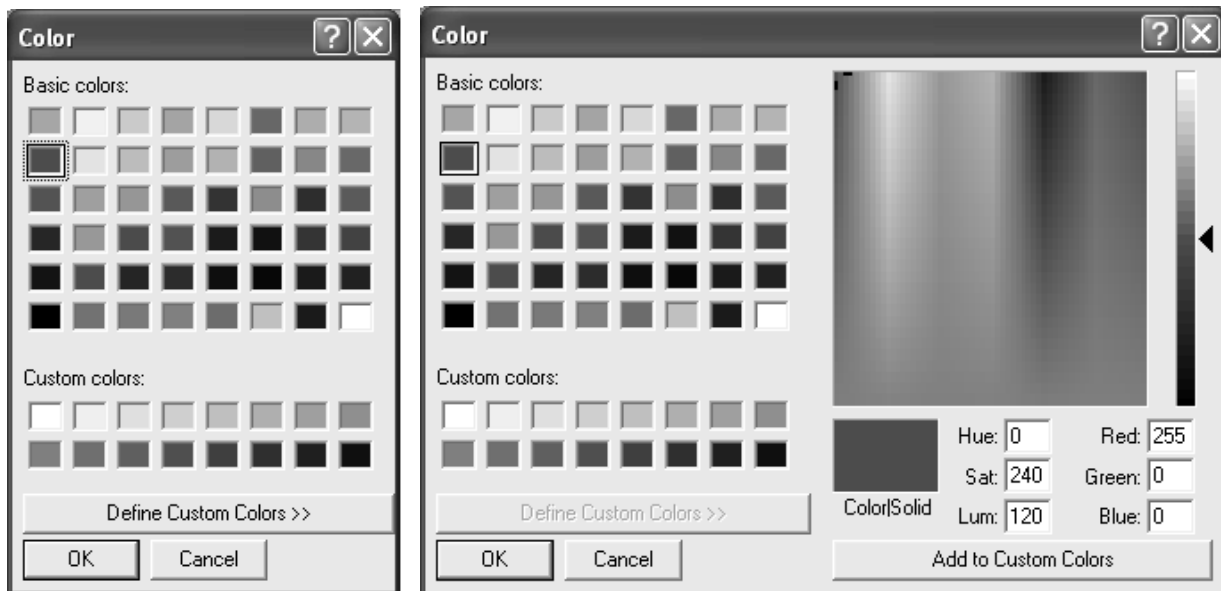 Color
Basic colors:
Custom colors:
Define Custom Colors >>
OK
Cancel
Color
Basic colors:
Custom colors:
Define Custom Colors >>
OK
Cancel
Color|Solid
Hue: 0
Sat: 240
Lum: 120
Red: 255
Green: 0
Blue: 0
Add to Custom Colors